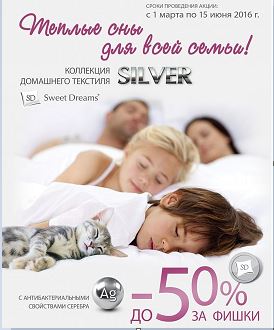 СРОКИ ПРОВЕДЕНИЯ АКЦИИ:
с 1 марта по 15 июня 2016 г.
Теплые сны
для всей семьи!
КОЛЛЕКЦИЯ
ДОМАШНЕГО ТЕКСТИЛЯ
SILVER
SD Sweet Dreams®
SD
С АНТИБАКТЕРИАЛЬНЫМИ
СВОЙСТВАМИ СЕРЕБРА
Ag
ДО -50%
ЗА ФИШКИ